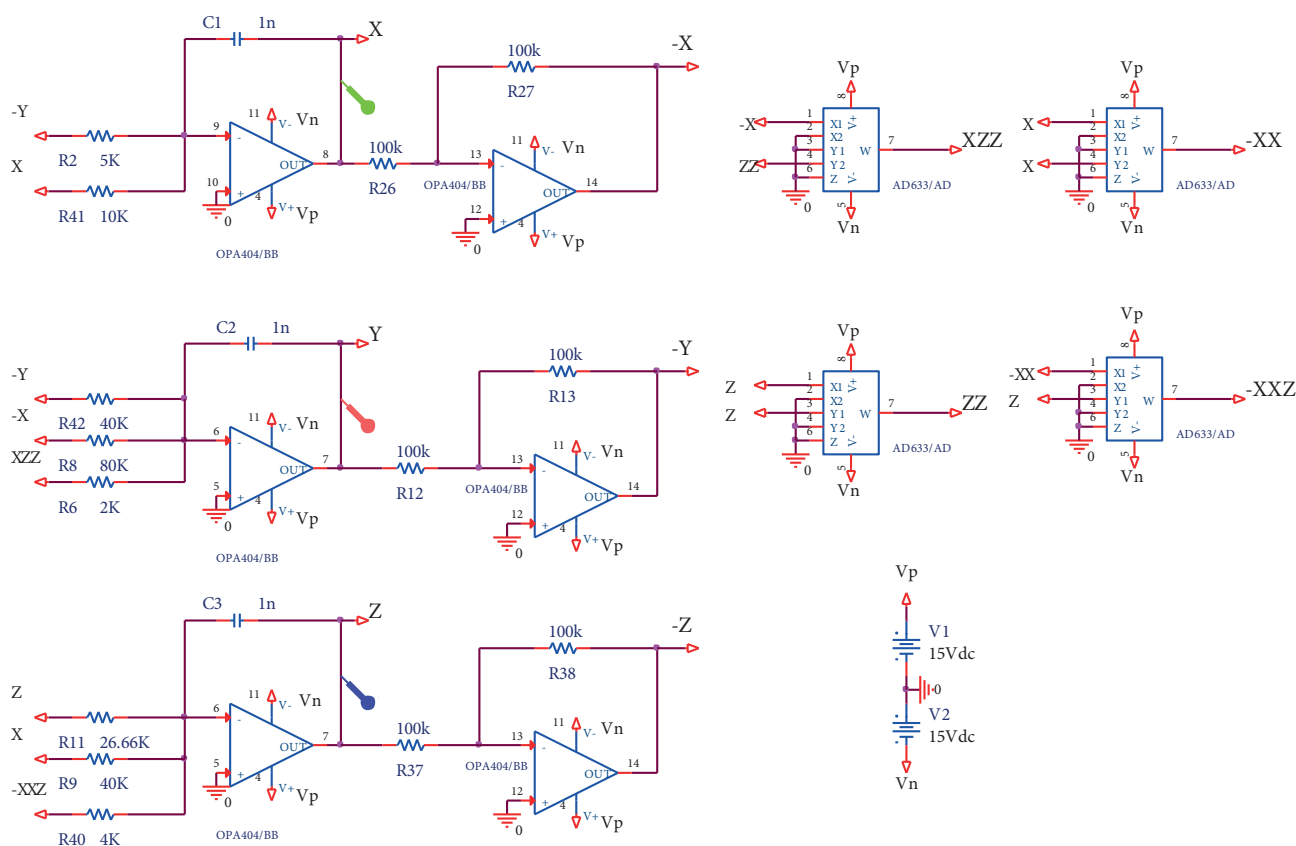 C1 1n
X
-Y
R2 5K
X
R41 10K
9
-
10
+
0
11
V-
Vn
OUT
8
4
V+
Vp
OPA404/BB
100k
R26
100k
R27
-X
OPA404/BB
13
-
12
+
0
11
V-
Vn
OUT
14
4
V+
Vp
Vp
8
-X
ZZ
1
2
3
4
6
X1
X2
Y1
Y2
Z
V+
V-
W
7
XZZ
AD633/AD
0
5
Vn
Vp
8
X
X
1
2
3
4
6
X1
X2
Y1
Y2
Z
V+
V-
W
7
-XX
AD633/AD
0
5
Vn
C2 1n
Y
-Y
R42 40K
-X
R8 80K
XZZ
R6 2K
6
-
5
+
0
11
V-
Vn
OUT
7
4
V+
Vp
OPA404/BB
100k
R12
100k
R13
-Y
OPA404/BB
13
-
12
+
0
11
V-
Vn
OUT
14
4
V+
Vp
Vp
8
Z
Z
1
2
3
4
6
X1
X2
Y1
Y2
Z
V+
V-
W
7
ZZ
AD633/AD
0
5
Vn
Vp
8
-XX
Z
1
2
3
4
6
X1
X2
Y1
Y2
Z
V+
V-
W
7
-XXZ
AD633/AD
0
5
Vn
C3 1n
Z
Z
R11 26.66K
X
R9 40K
-XXZ
R40 4K
6
-
5
+
0
11
V-
Vn
OUT
7
4
V+
Vp
OPA404/BB
100k
R37
100k
R38
-Z
OPA404/BB
13
-
12
+
0
11
V-
Vn
OUT
14
4
V+
Vp
Vp
V1
15Vdc
0
V2
15Vdc
Vn